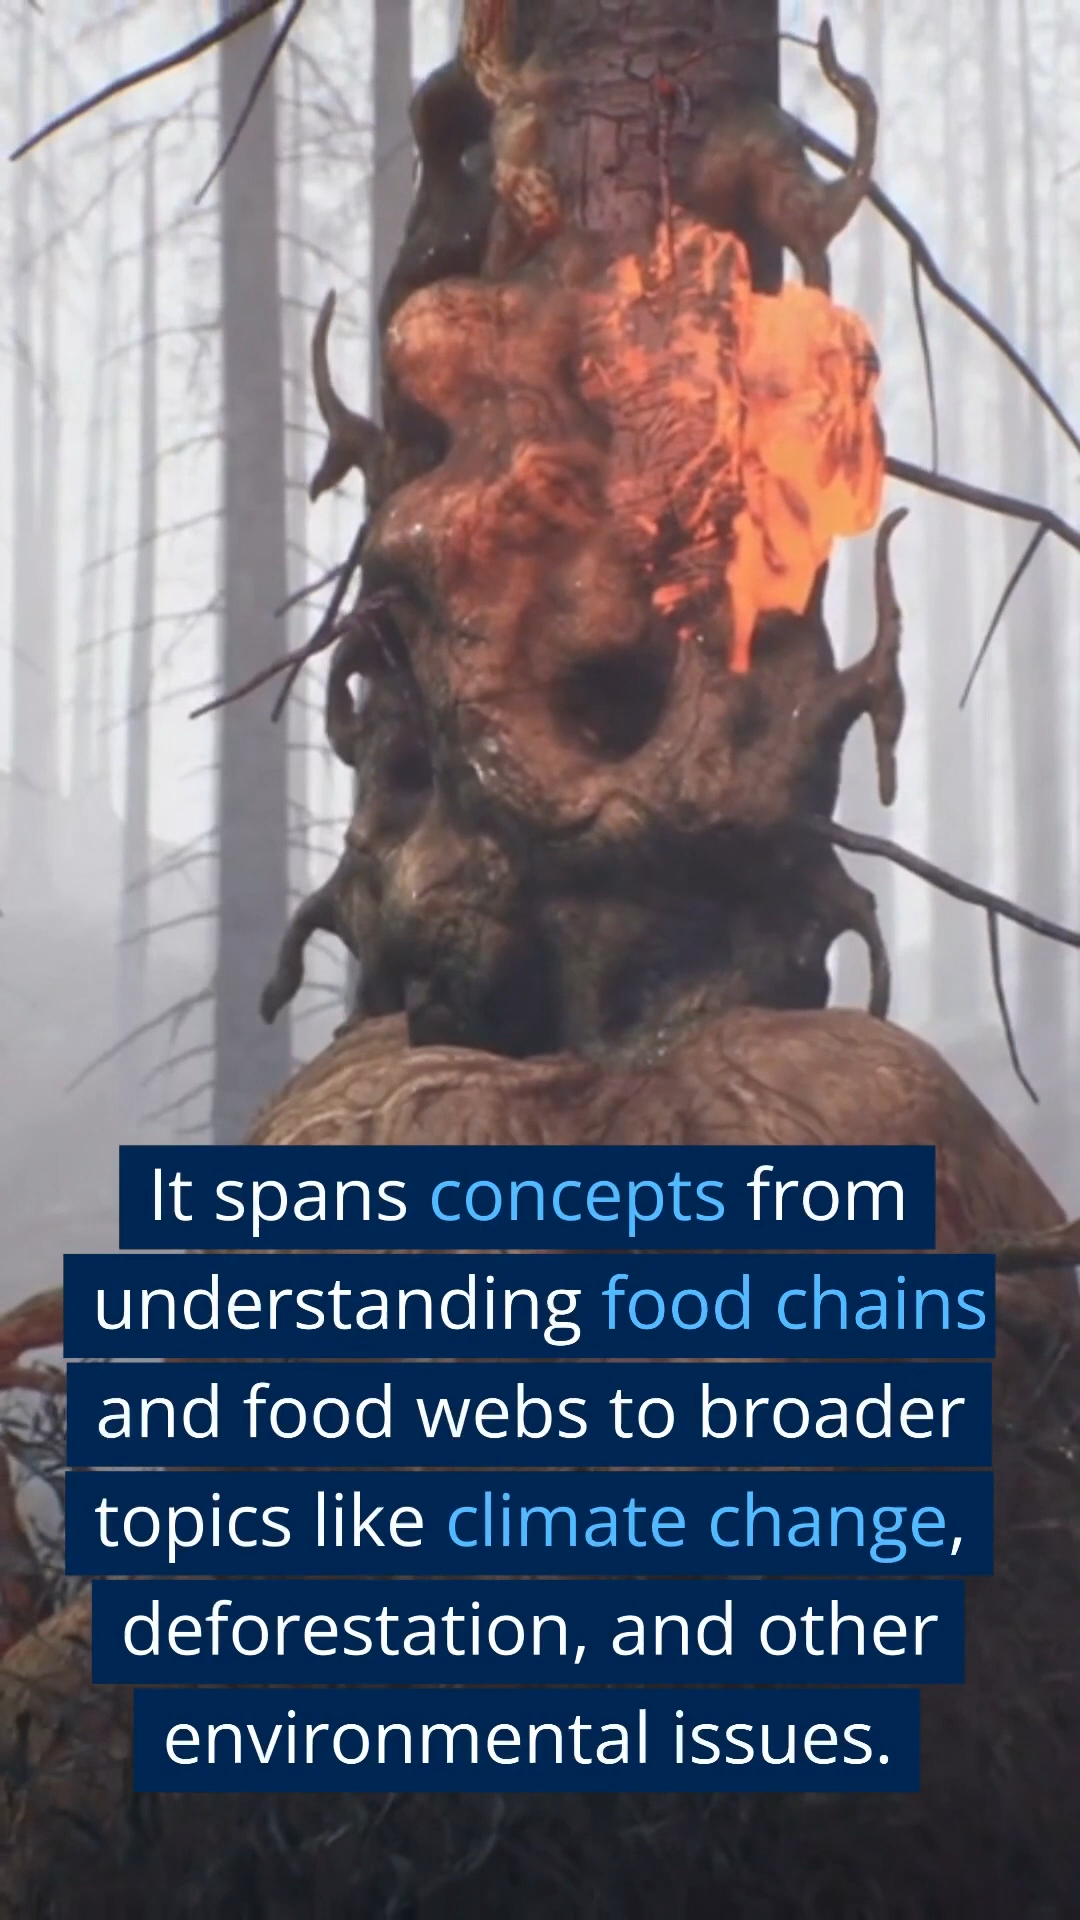 It spans concepts from
understanding food chains
and food webs to broader
topics like climate change,
deforestation, and other
environmental issues.